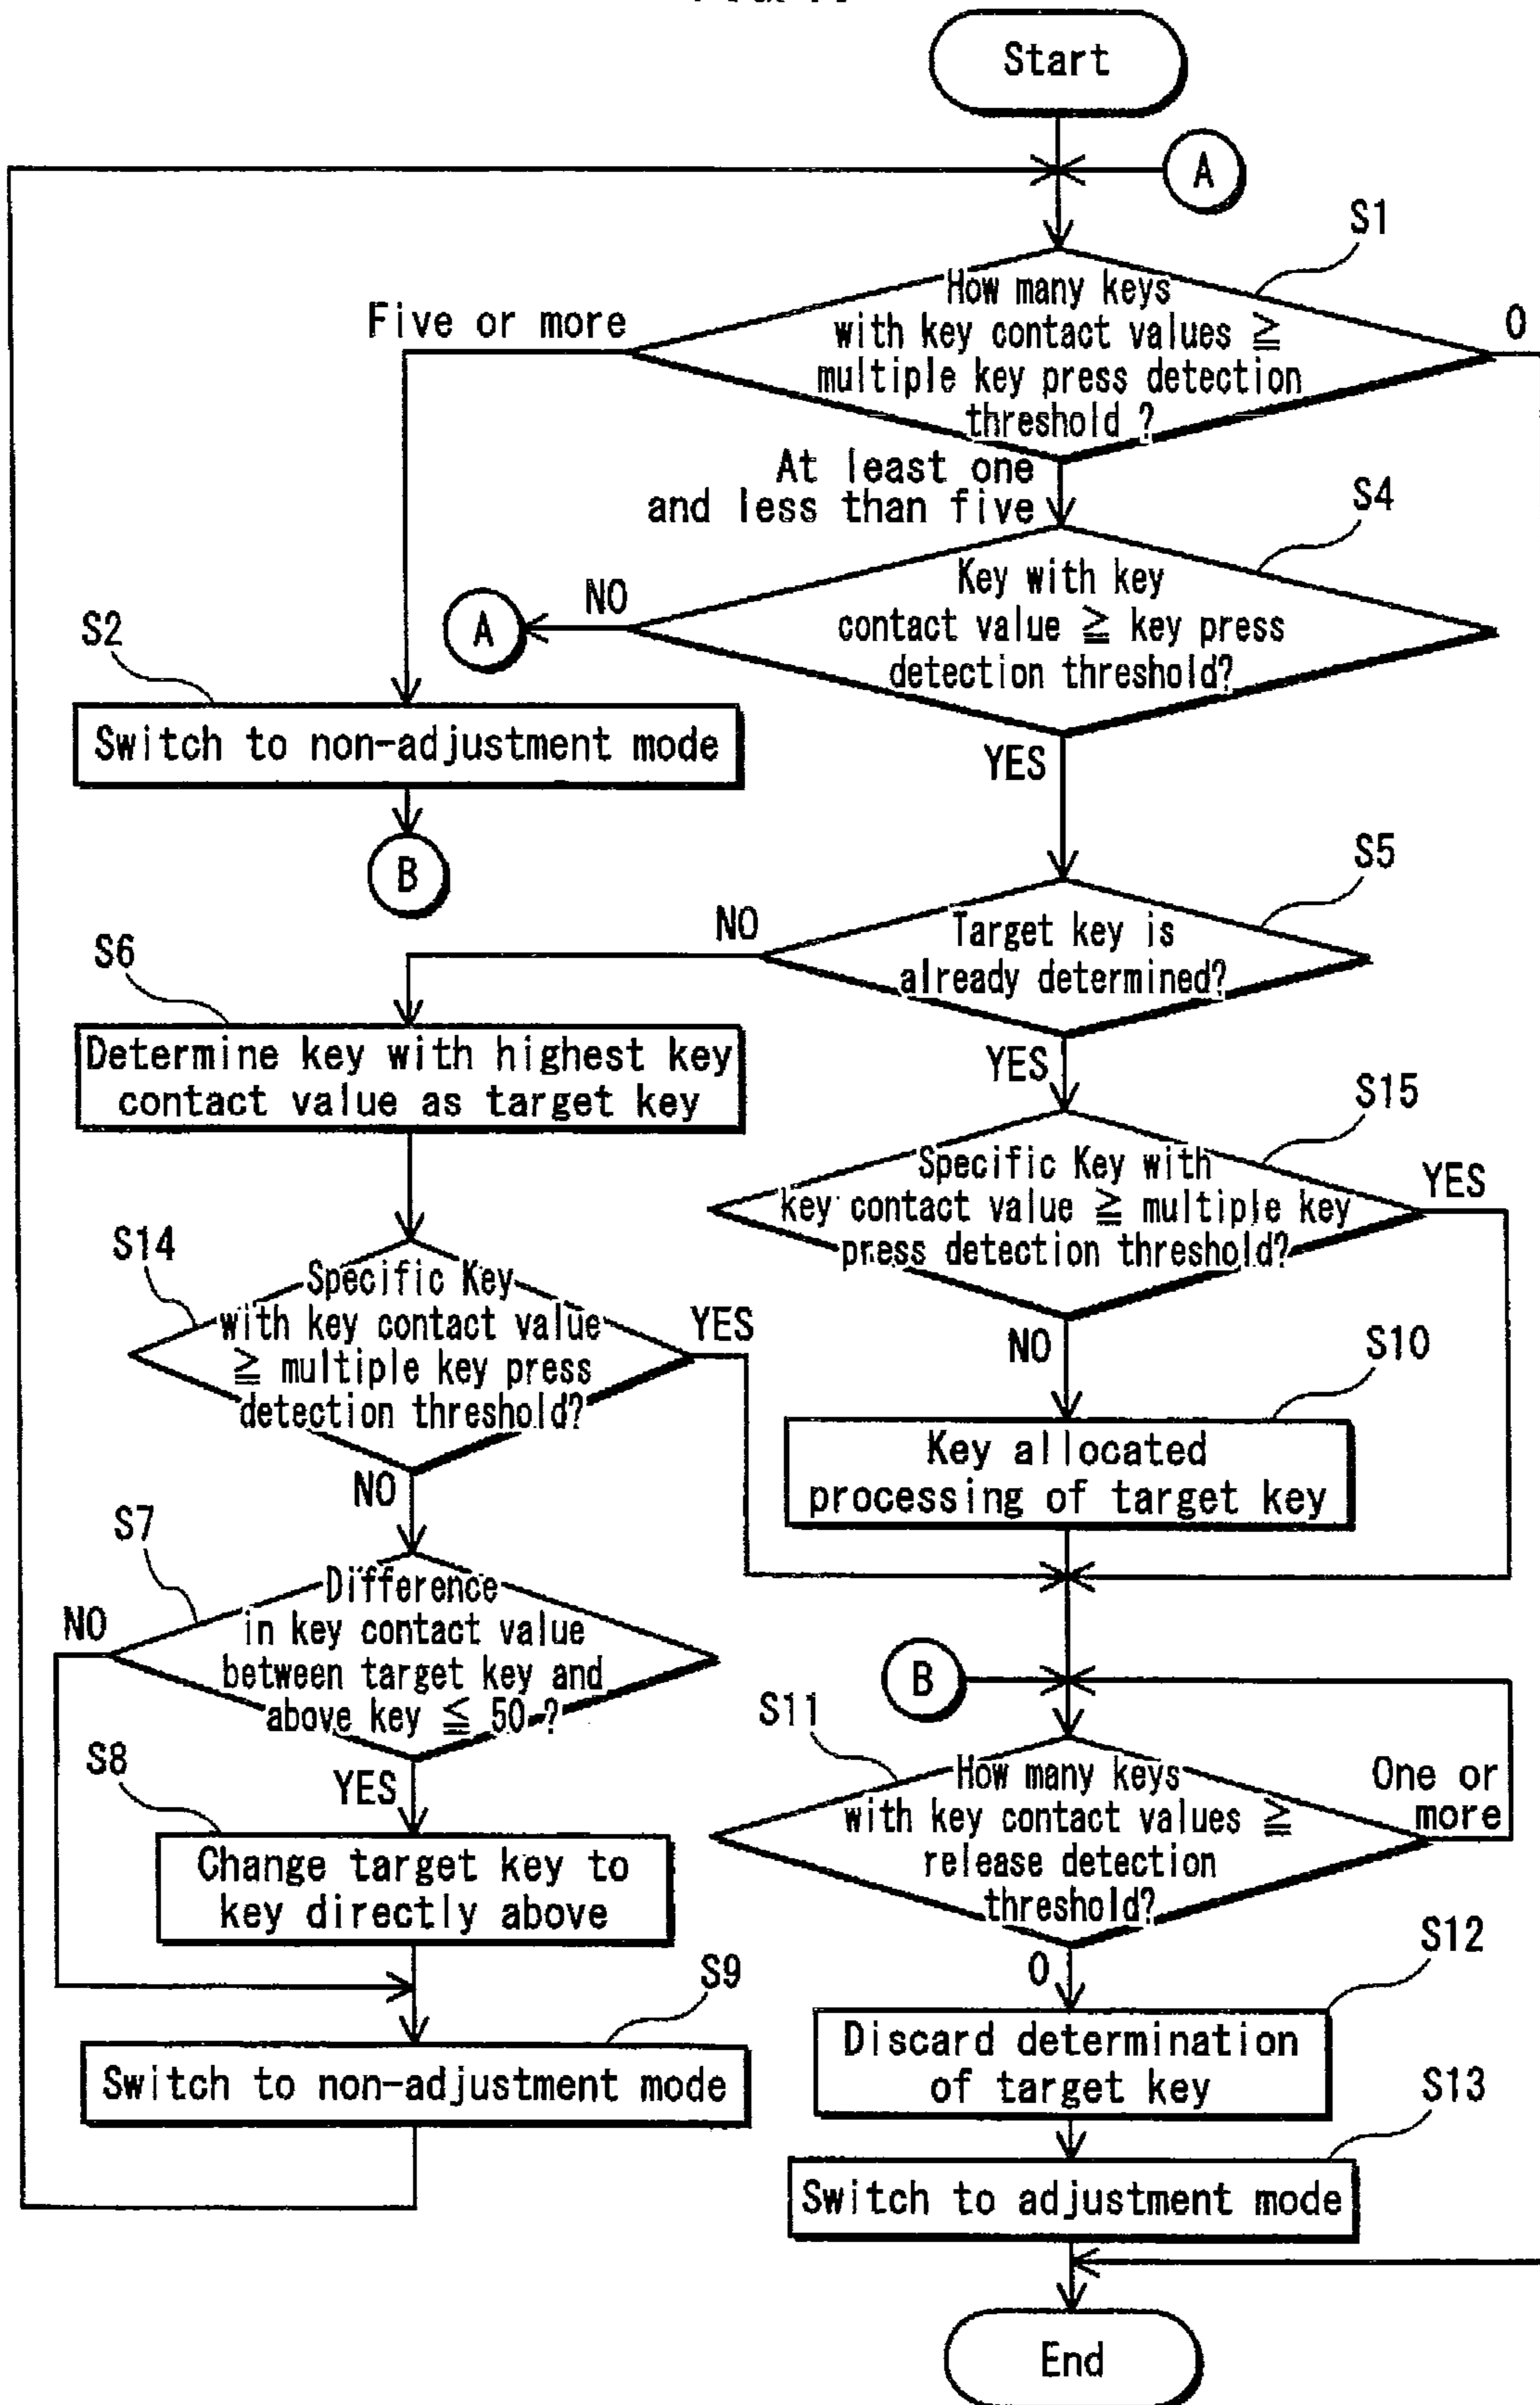 Start
A
S1
How many keys
with key contact values ≧
multiple key press detection
threshold ?
Five or more
0
At least one
and less than five
S4
Key with key
contact value ≧ key press
detection threshold?
NO
A
S2
Switch to non-adjustment mode
YES
B
S5
Target key is
already determined?
NO
S6
Determine key with highest key
contact value as target key
YES
S15
Specific Key with
key contact value ≧ multiple key
press detection threshold?
YES
S14
Specific Key
with key contact value
≧ multiple key press
detection threshold?
YES
NO
S10
Key allocated
processing of target key
NO
S7
Difference
in key contact value
between target key and
above key ≦ 50 ?
NO
B
S11
How many keys
with key contact values ≧
release detection
threshold?
One or
more
S8
YES
Change target key to
key directly above
0
S12
Discard determination
of target key
S9
Switch to non-adjustment mode
S13
Switch to adjustment mode
End